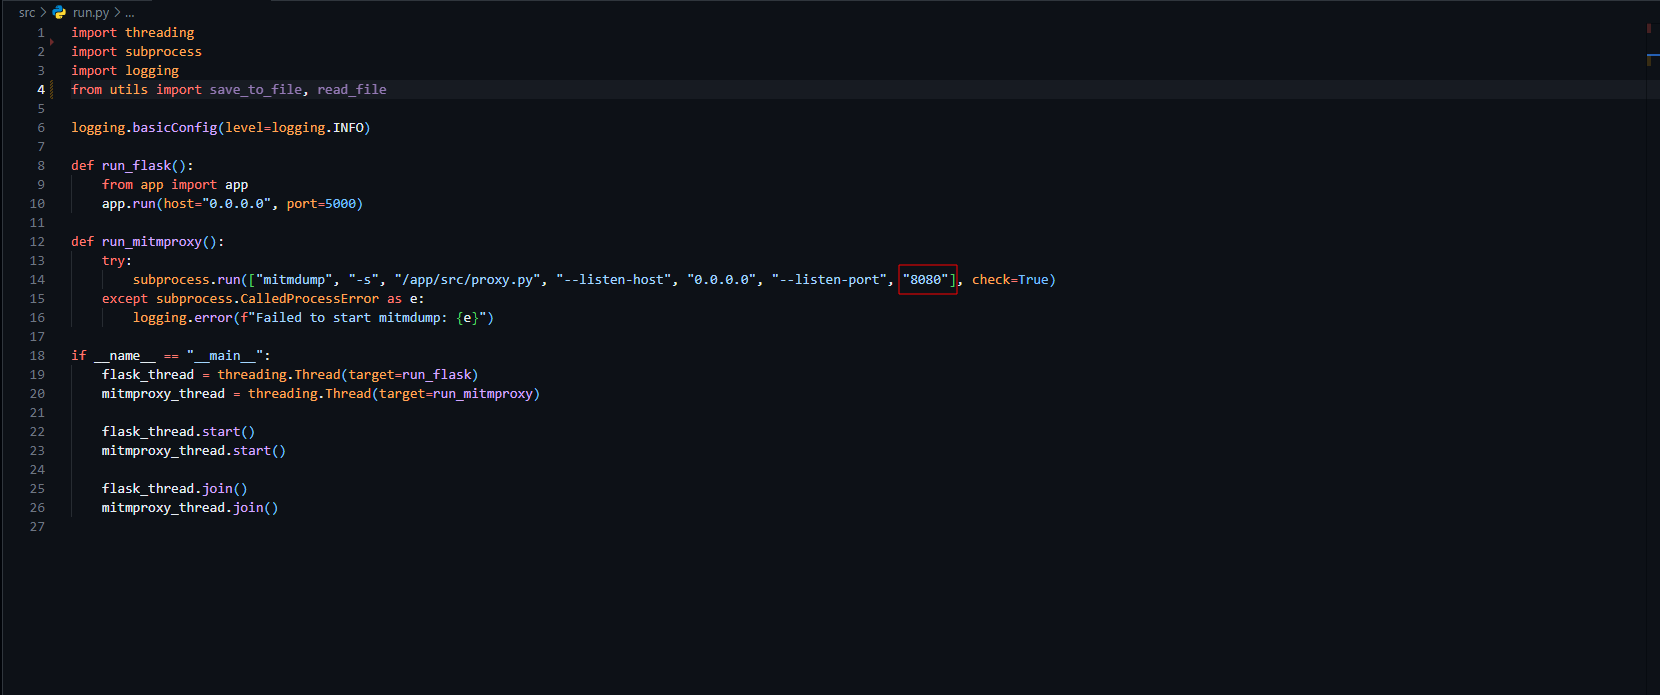 src > run.py > ...
1 import threading
2 import subprocess
3 import logging
4 from utils import save_to_file, read_file
5
6 logging.basicConfig(level=logging.INFO)
7
8 def run_flask():
9     from app import app
10     app.run(host="0.0.0.0", port=5000)
11
12 def run_mitmproxy():
13     try:
14         subprocess.run(["mitmdump", "-s", "/app/src/proxy.py", "--listen-host", "0.0.0.0", "--listen-port", "8080"], check=True)
15     except subprocess.CalledProcessError as e:
16         logging.error(f"Failed to start mitmdump: {e}")
17
18 if __name__ == "__main__":
19     flask_thread = threading.Thread(target=run_flask)
20     mitmproxy_thread = threading.Thread(target=run_mitmproxy)
21
22     flask_thread.start()
23     mitmproxy_thread.start()
24
25     flask_thread.join()
26     mitmproxy_thread.join()
27